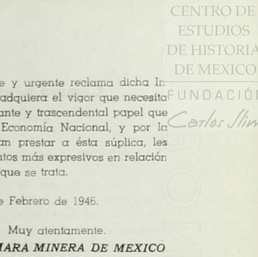 CENTRO DE
ESTUDIOS
DE HISTORIA
DE MEXICO
FUNDACIÓN
Carlos Slim
e y urgente reclama dicha In
adquiera el vigor que necesita
ante y trascendental papel que
Economía Nacional, y por la
an prestar a ésta súplica, les
ntos más expresivos en relación
que se trata.
e Febrero de 1946.
Muy atentamente.
MARA MINERA DE MEXICO